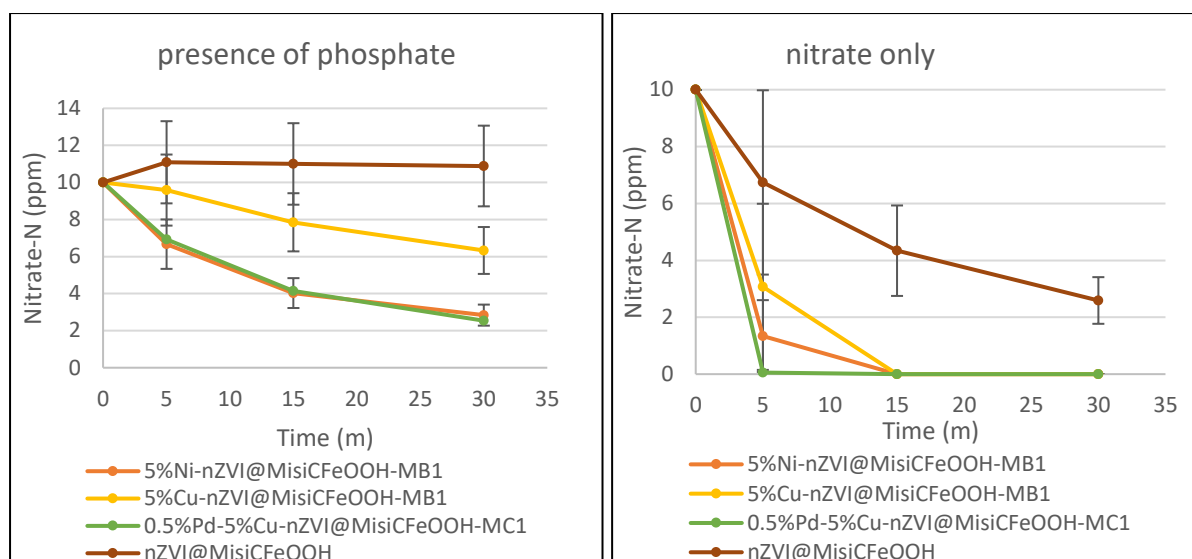 presence of phosphate
14
12
10
8
6
4
2
0
Nitrate-N (ppm)
0 5 10 15 20 25 30 35
Time (m)
5%Ni-nZVI@MisiCFeOOH-MB1
5%Cu-nZVI@MisiCFeOOH-MB1
0.5%Pd-5%Cu-nZVI@MisiCFeOOH-MC1
nZVI@MisiCFeOOH
nitrate only
10
8
6
4
2
0
Nitrate-N (ppm)
0 5 10 15 20 25 30 35
Time (m)
5%Ni-nZVI@MisiCFeOOH-MB1
5%Cu-nZVI@MisiCFeOOH-MB1
0.5%Pd-5%Cu-nZVI@MisiCFeOOH-MC1
nZVI@MisiCFeOOH